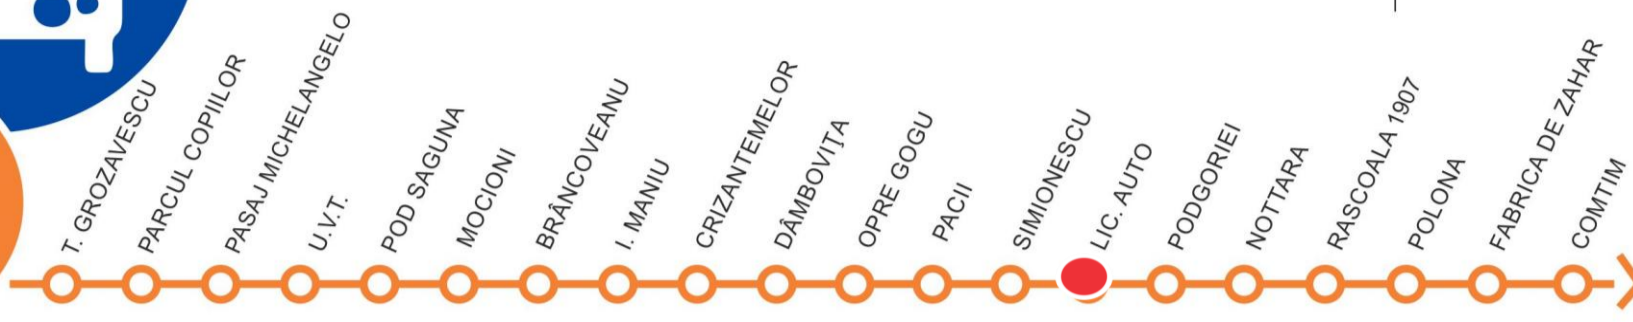 T. GROZAVESCU
PARCUL COPIILOR
PASAJ MICHELANGELO
U.V.T.
POD SAGUNA
MOCIONI
BRÂNCOVEANU
I. MANIU
CRIZANTEMELOR
DÂMBOVIŢA
OPRE GOGU
PACII
SIMIONESCU
LIC. AUTO
PODGORIEI
NOTTARA
RASCOALA 1907
POLONA
FABRICA DE ZAHAR
COMTIM